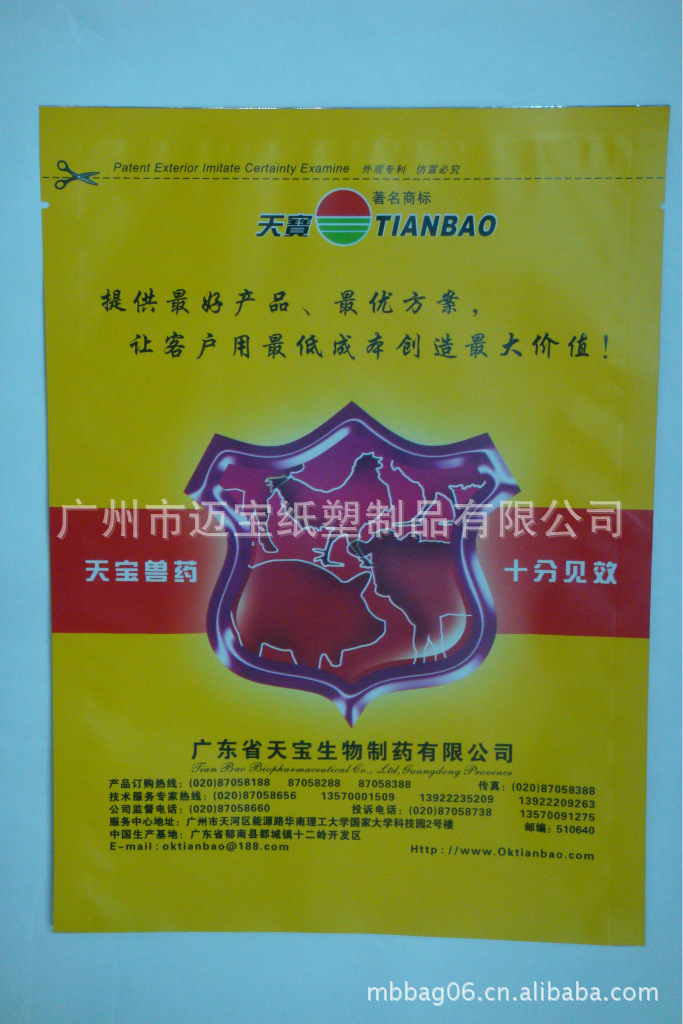 Patent Exterior Imitate Certainty Examine 外观专利 仿冒必究
著名商标
天寶 TIANBAO
提供最好产品、最优方案，
让客户用最低成本创造最大价值！
广州市迈宝纸塑制品有限公司
天宝兽药 十分见效
广东省天宝生物制药有限公司
Tian Bao Biopharmaceutical Co., Ltd,Guangdong Province
产品订购热线：(020)87058188 87058288 87058388 传真：(020)87058388
技术服务专家热线：(020)87058656 13570001509 13922235209 13922209263
公司监督电话：(020)87058660 投诉电话：(020)87058738 13570091275
服务中心地址：广州市天河区能源路华南理工大学国家大学科技园2号楼 邮编：510640
中国生产基地：广东省郁南县都城镇十二岭开发区
E-mail：oktianbao@188.com Http://www.Oktianbao.com
mbbag06.cn.alibaba.com